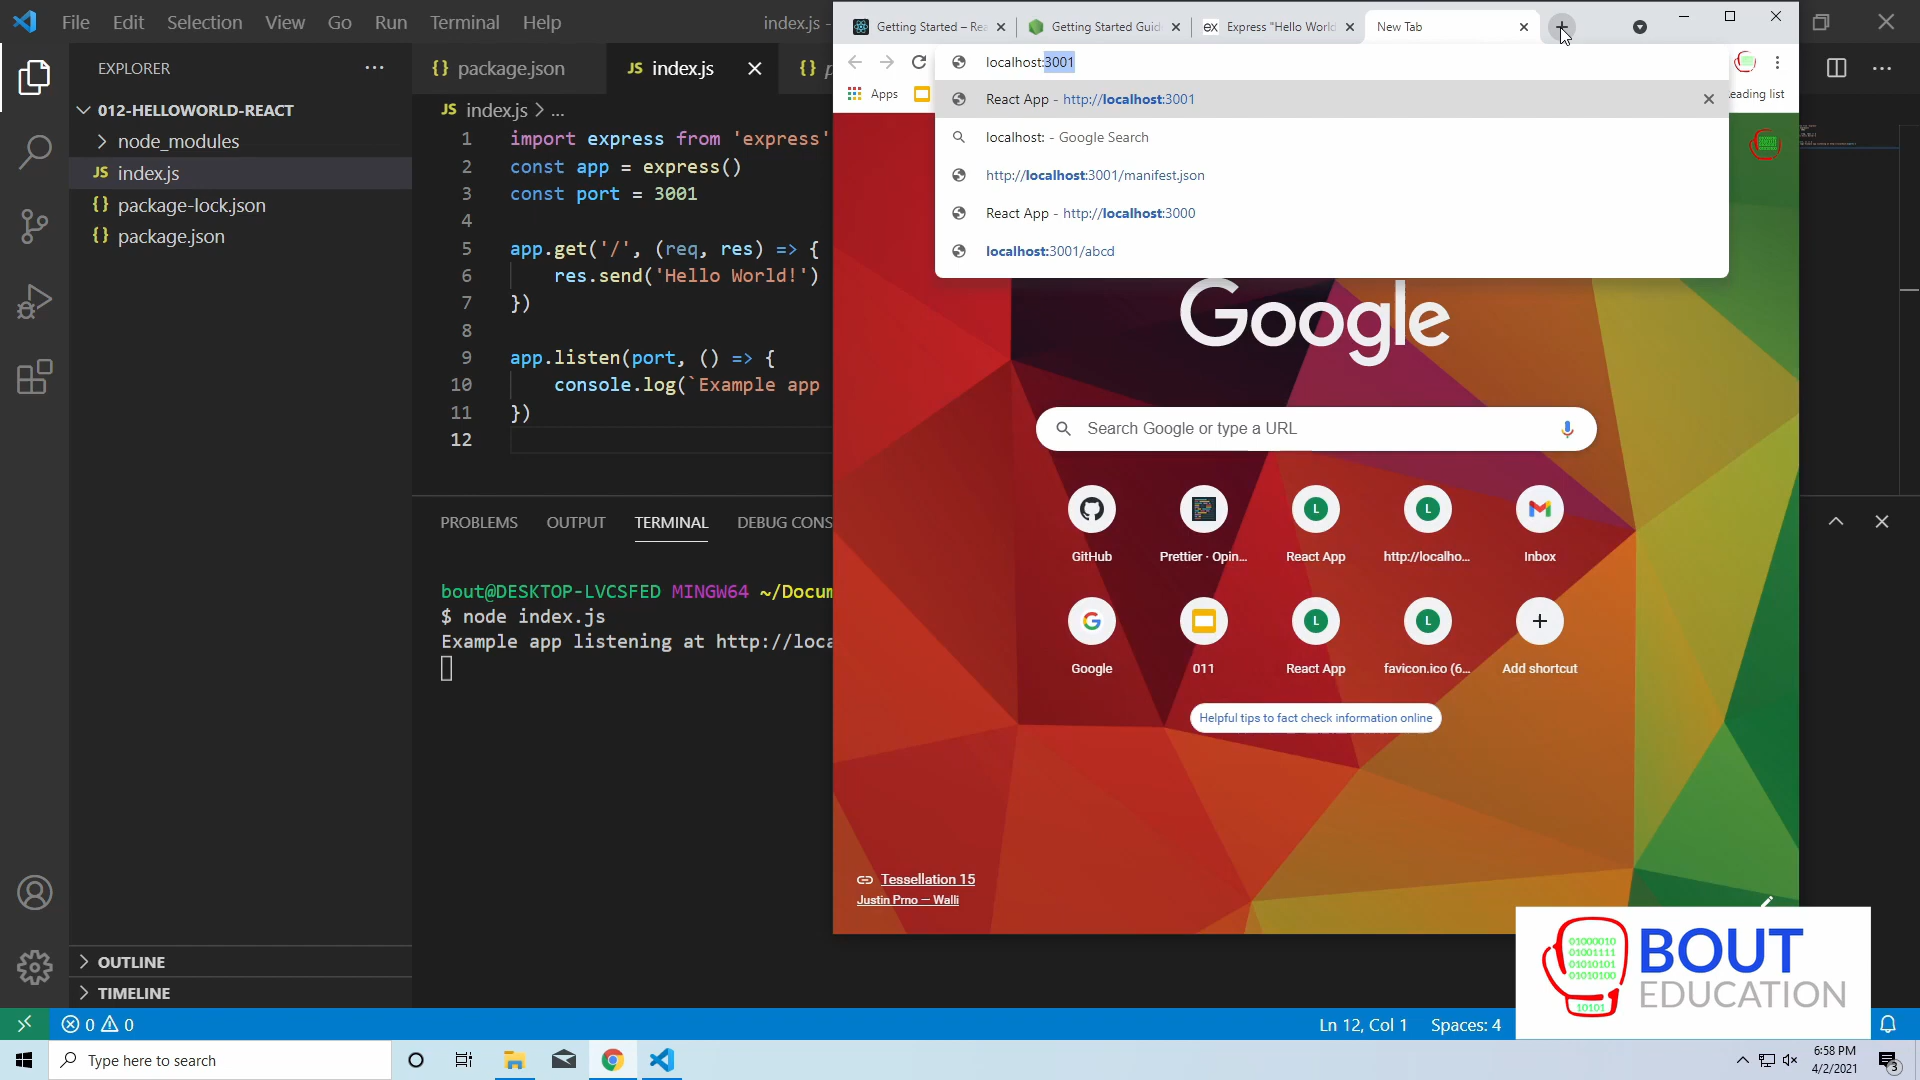 File Edit Selection View Go Run Terminal Help
index.js -
EXPLORER
012-HELLOWORLD-REACT
node_modules
JS index.js
{} package-lock.json
{} package.json
OUTLINE
TIMELINE
{} package.json
JS index.js
{} p
JS index.js > ...
1 import express from 'express'
2 const app = express()
3 const port = 3001
4
5 app.get('/', (req, res) => {
6 res.send('Hello World!')
7 })
8
9 app.listen(port, () => {
10 console.log(`Example app
11 })
12
PROBLEMS OUTPUT TERMINAL DEBUG CONS
bout@DESKTOP-LVCSFED MINGW64 ~/Docum
$ node index.js
Example app listening at http://loca
Getting Started – Rea
Getting Started Guid
EX Express "Hello World
New Tab
localhost:3001
Apps
eading list
React App - http://localhost:3001
localhost: - Google Search
http://localhost:3001/manifest.json
React App - http://localhost:3000
localhost:3001/abcd
Google
Search Google or type a URL
L L
GitHub Prettier · Opin... React App http://localho... Inbox
L L
Google 011 React App favicon.ico (6... Add shortcut
Helpful tips to fact check information online
Tessellation 15
Justin Prno — Walli
01000010
01001111
01010101
01010100
10101
BOUT
EDUCATION
0 0
Ln 12, Col 1 Spaces: 4
Type here to search
6:58 PM
4/2/2021
3